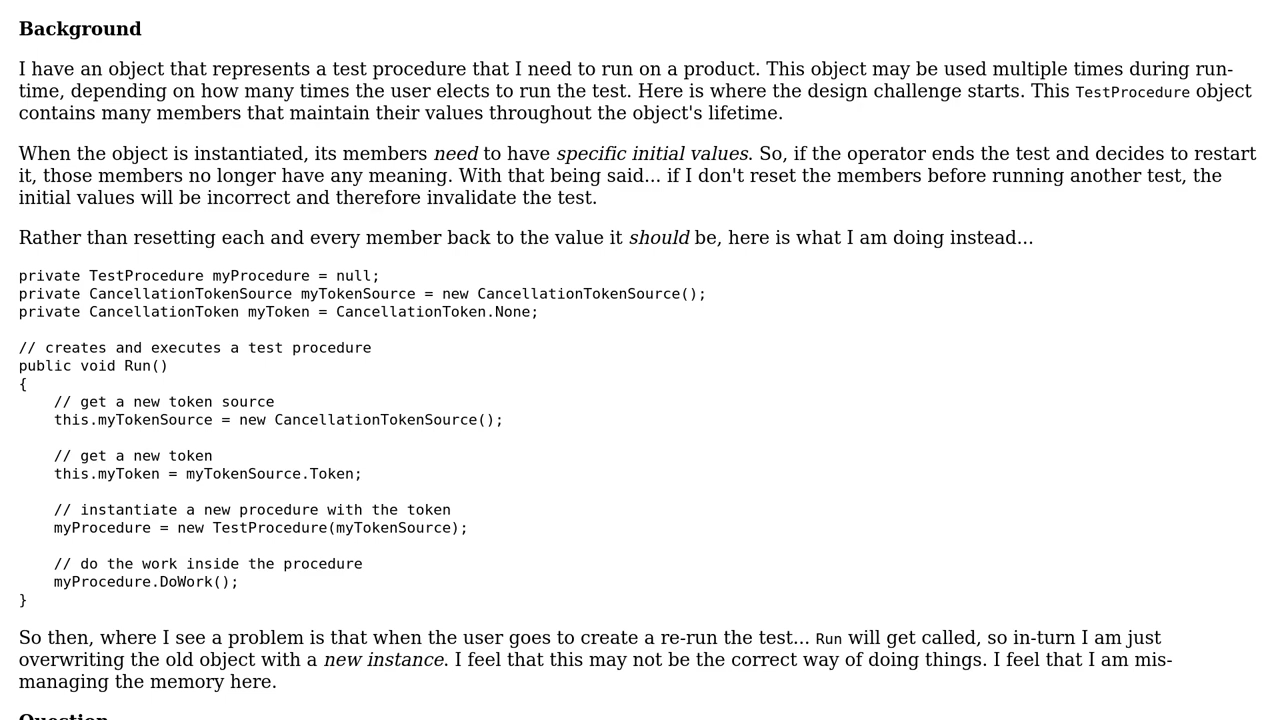 Background
I have an object that represents a test procedure that I need to run on a product. This object may be used multiple times during run-
time, depending on how many times the user elects to run the test. Here is where the design challenge starts. This TestProcedure object
contains many members that maintain their values throughout the object's lifetime.
When the object is instantiated, its members need to have specific initial values. So, if the operator ends the test and decides to restart
it, those members no longer have any meaning. With that being said... if I don't reset the members before running another test, the
initial values will be incorrect and therefore invalidate the test.
Rather than resetting each and every member back to the value it should be, here is what I am doing instead...
private TestProcedure myProcedure = null;
private CancellationTokenSource myTokenSource = new CancellationTokenSource();
private CancellationToken myToken = CancellationToken.None;
// creates and executes a test procedure
public void Run()
{
    // get a new token source
    this.myTokenSource = new CancellationTokenSource();
    // get a new token
    this.myToken = myTokenSource.Token;
    // instantiate a new procedure with the token
    myProcedure = new TestProcedure(myTokenSource);
    // do the work inside the procedure
    myProcedure.DoWork();
}
So then, where I see a problem is that when the user goes to create a re-run the test... Run will get called, so in-turn I am just
overwriting the old object with a new instance. I feel that this may not be the correct way of doing things. I feel that I am mis-
managing the memory here.
Question